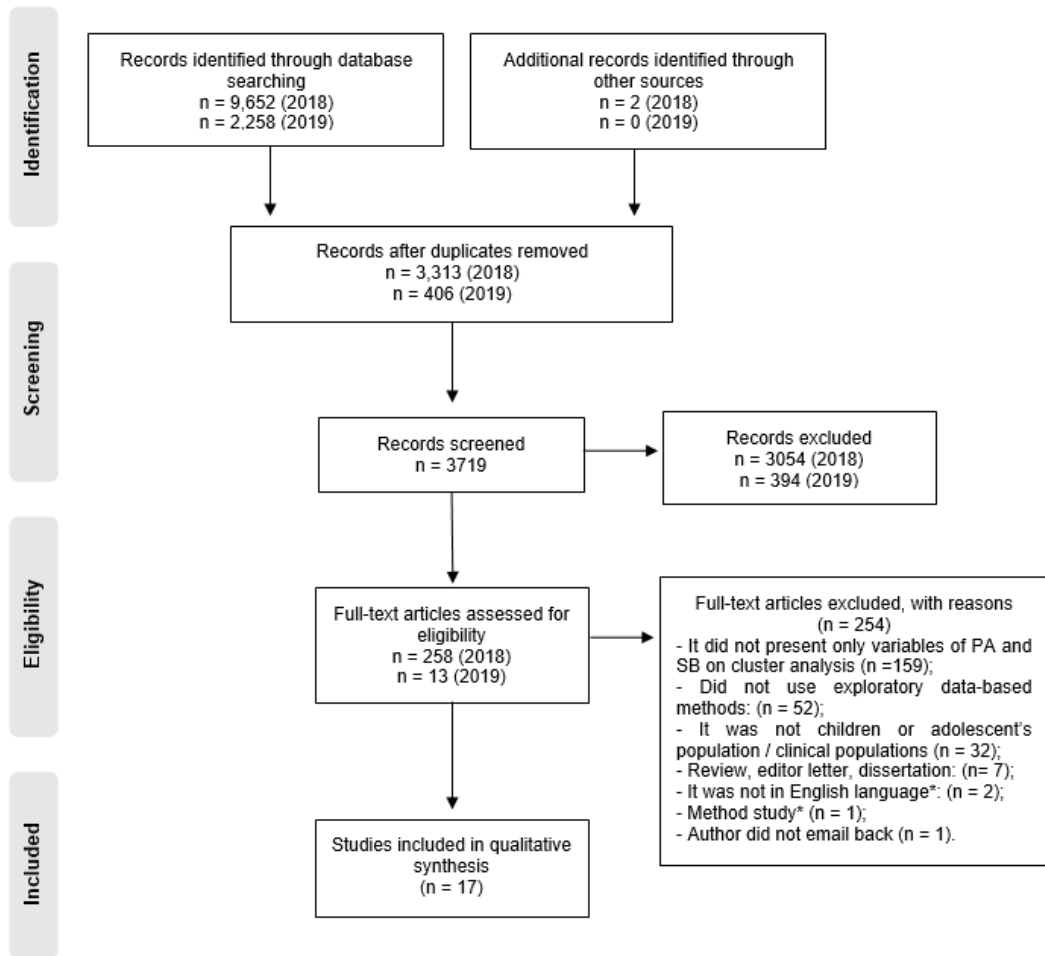 Identification
Records identified through database
searching
n = 9,652 (2018)
n = 2,258 (2019)
Additional records identified through
other sources
n = 2 (2018)
n = 0 (2019)
Screening
Records after duplicates removed
n = 3,313 (2018)
n = 406 (2019)
Records screened
n = 3719
Records excluded
n = 3054 (2018)
n = 394 (2019)
Eligibility
Full-text articles assessed for
eligibility
n = 258 (2018)
n = 13 (2019)
Full-text articles excluded, with reasons
(n = 254)
- It did not present only variables of PA and
SB on cluster analysis (n =159);
- Did not use exploratory data-based
methods: (n = 52);
- It was not children or adolescent's
population / clinical populations (n = 32);
- Review, editor letter, dissertation: (n= 7);
- It was not in English language*: (n = 2);
- Method study* (n = 1);
- Author did not email back (n = 1).
Included
Studies included in qualitative
synthesis
(n = 17)